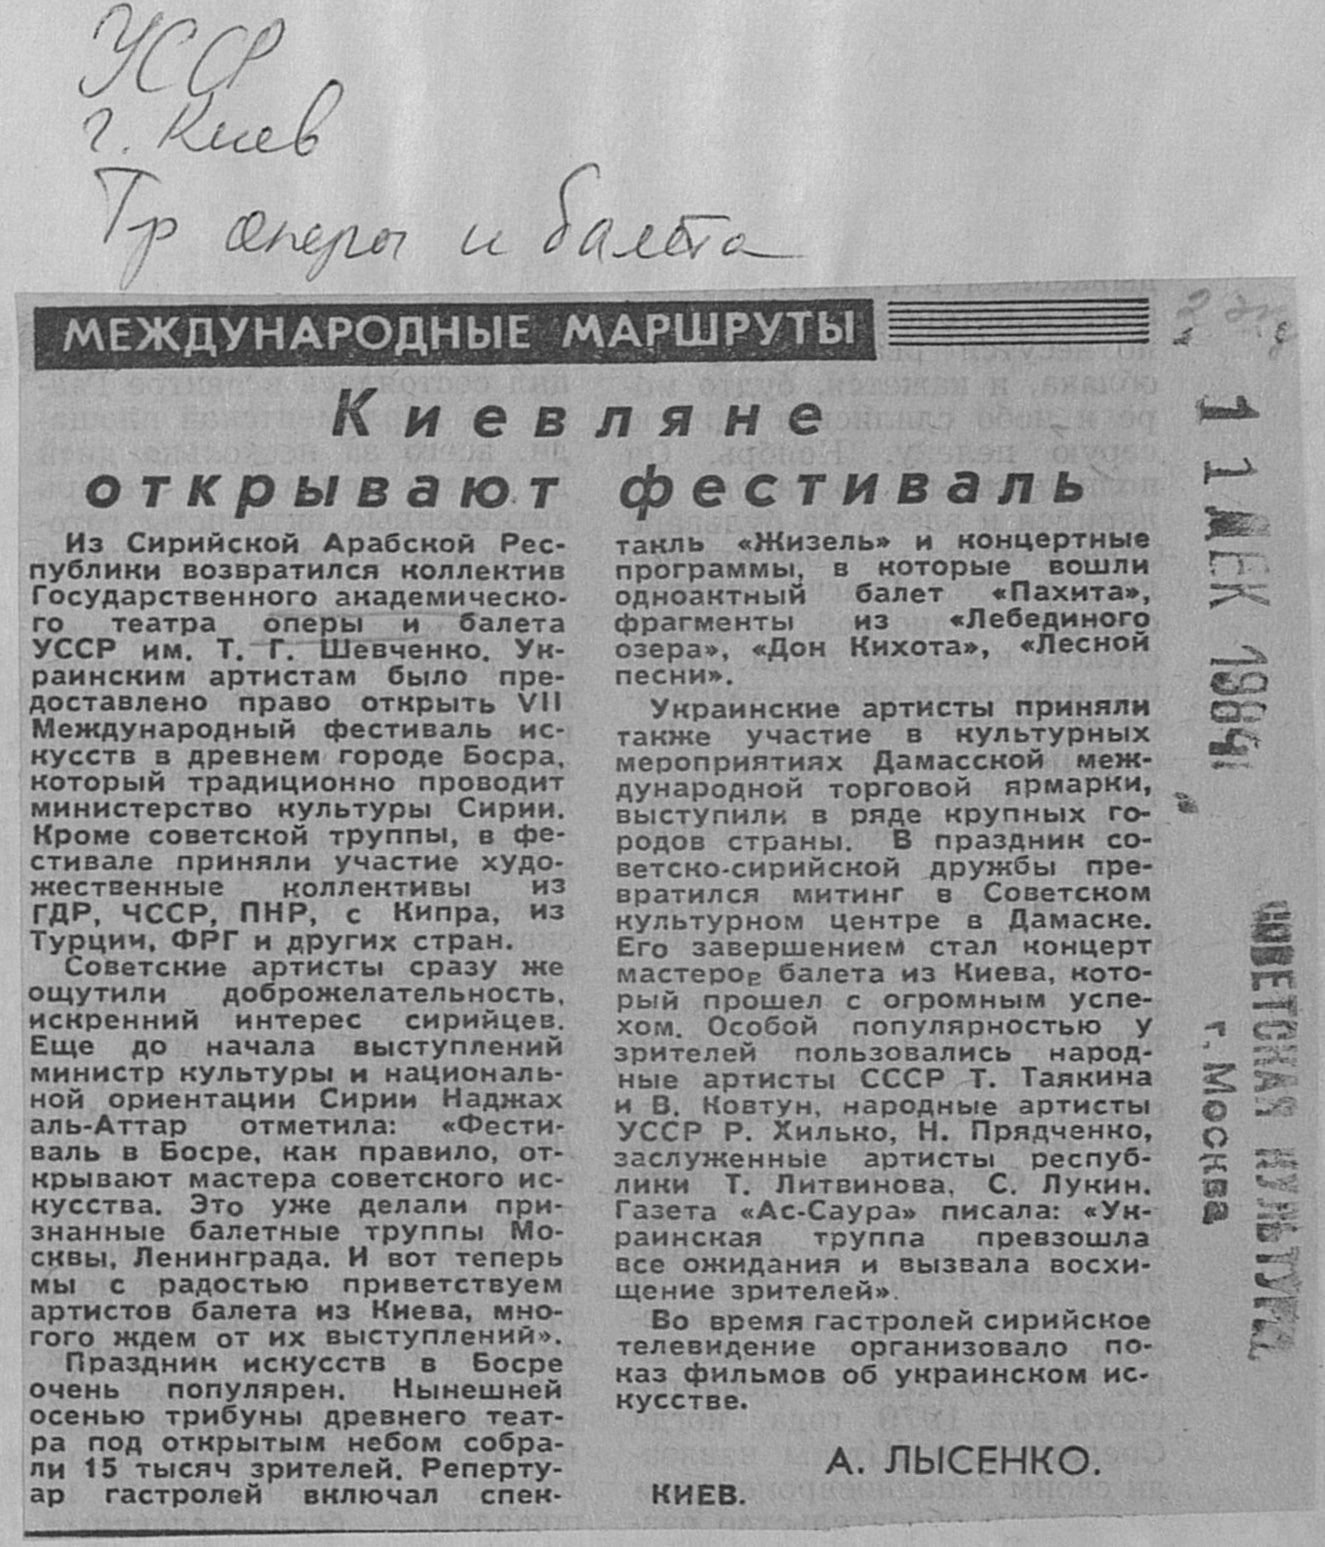 УССР
г. Киев
Тр оперы и балета
МЕЖДУНАРОДНЫЕ МАРШРУТЫ
Киевляне
открывают фестиваль
Из Сирийской Арабской Рес-
публики возвратился коллектив
Государственного академическо-
го театра оперы и балета
УССР им. Т. Г. Шевченко. Ук-
раинским артистам было пре-
доставлено право открыть VII
Международный фестиваль ис-
кусств в древнем городе Босра,
который традиционно проводит
министерство культуры Сирии.
Кроме советской труппы, в фе-
стивале приняли участие худо-
жественные коллективы из
ГДР, ЧССР, ПНР, с Кипра, из
Турции, ФРГ и других стран.
Советские артисты сразу же
ощутили доброжелательность,
искренний интерес сирийцев.
Еще до начала выступлений
министр культуры и националь-
ной ориентации Сирии Наджах
аль-Аттар отметила: «Фести-
валь в Босре, как правило, от-
крывают мастера советского ис-
кусства. Это уже делали при-
знанные балетные труппы Мо-
сквы, Ленинграда. И вот теперь
мы с радостью приветствуем
артистов балета из Киева, мно-
гого ждем от их выступлений».
Праздник искусств в Босре
очень популярен. Нынешней
осенью трибуны древнего теат-
ра под открытым небом собра-
ли 15 тысяч зрителей. Репертуар
ар гастролей включал спек-
такль «Жизель» и концертные
программы, в которые вошли
одноактный балет «Пахита»,
фрагменты из «Лебединого
озера», «Дон Кихота», «Лесной
песни».
Украинские артисты приняли
также участие в культурных
мероприятиях Дамасской меж-
дународной торговой ярмарки,
выступили в ряде крупных го-
родов страны. В праздник со-
ветско-сирийской дружбы пре-
вратился митинг в Советском
культурном центре в Дамаске.
Его завершением стал концерт
мастеров балета из Киева, кото-
рый прошел с огромным успе-
хом. Особой популярностью у
зрителей пользовались народ-
ные артисты СССР Т. Таякина
и В. Ковтун, народные артисты
УССР Р. Хилько, Н. Прядченко,
заслуженные артисты респуб-
лики Т. Литвинова, С. Лукин.
Газета «Ас-Саура» писала: «Ук-
раинская труппа превзошла
все ожидания и вызвала восхи-
щение зрителей».
Во время гастролей сирийское
телевидение организовало по-
каз фильмов об украинском ис-
кусстве.
А. ЛЫСЕНКО.
КИЕВ.
11 ДЕК 1984
СОВЕТСКАЯ КУЛЬТУРА
г. Москва